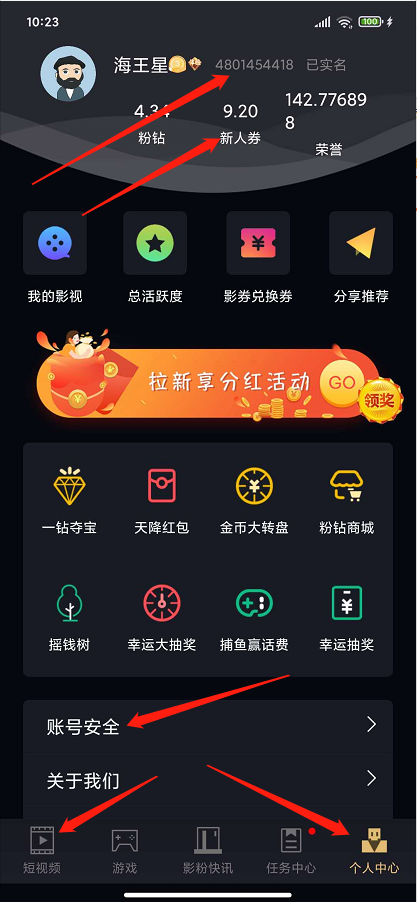 10:23
100
海王星 4801454418 已实名
4.34 9.20 142.77689
8
粉钻 新人券 荣誉
我的影视 总活跃度 影券兑换券 分享推荐
拉新享分红活动 GO 领奖
一钻夺宝 天降红包 金币大转盘 粉钻商城
摇钱树 幸运大抽奖 捕鱼赢话费 幸运抽奖
账号安全
关于我们
短视频 游戏 影粉快讯 任务中心 个人中心